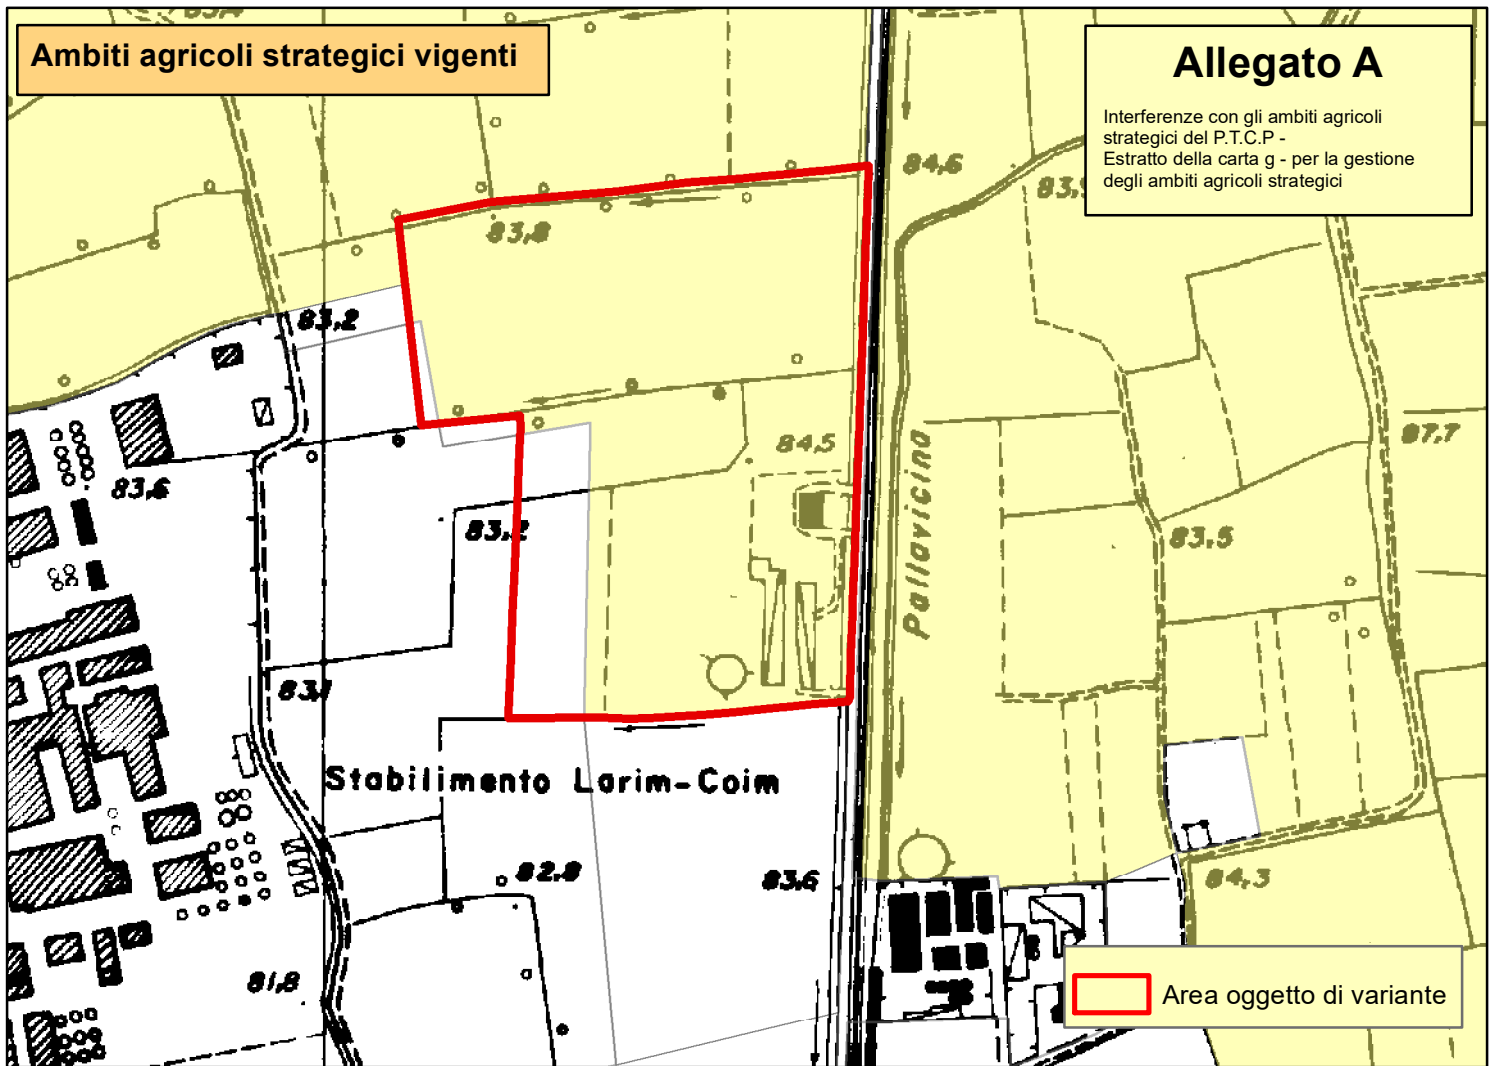 Ambiti agricoli strategici vigenti
Allegato A
Interferenze con gli ambiti agricoli
strategici del P.T.C.P -
Estratto della carta g - per la gestione
degli ambiti agricoli strategici
84,6
83,8
83,2
84,5
87,7
83,6
83,2
83,5
Pallavicina
83,1
Stabilimento Larim-Coim
82,8
83,6
84,3
81,8
Area oggetto di variante